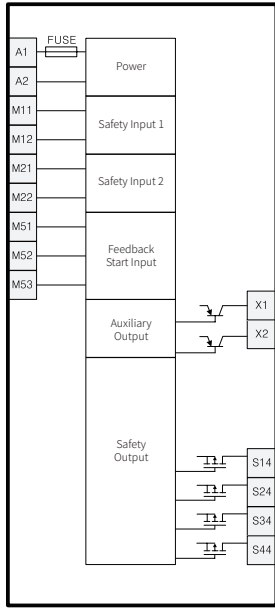 FUSE
A1
A2
M11
M12
M21
M22
M51
M52
M53
Power
Safety Input 1
Safety Input 2
Feedback
Start Input
Auxiliary
Output
Safety
Output
X1
X2
S14
S24
S34
S44